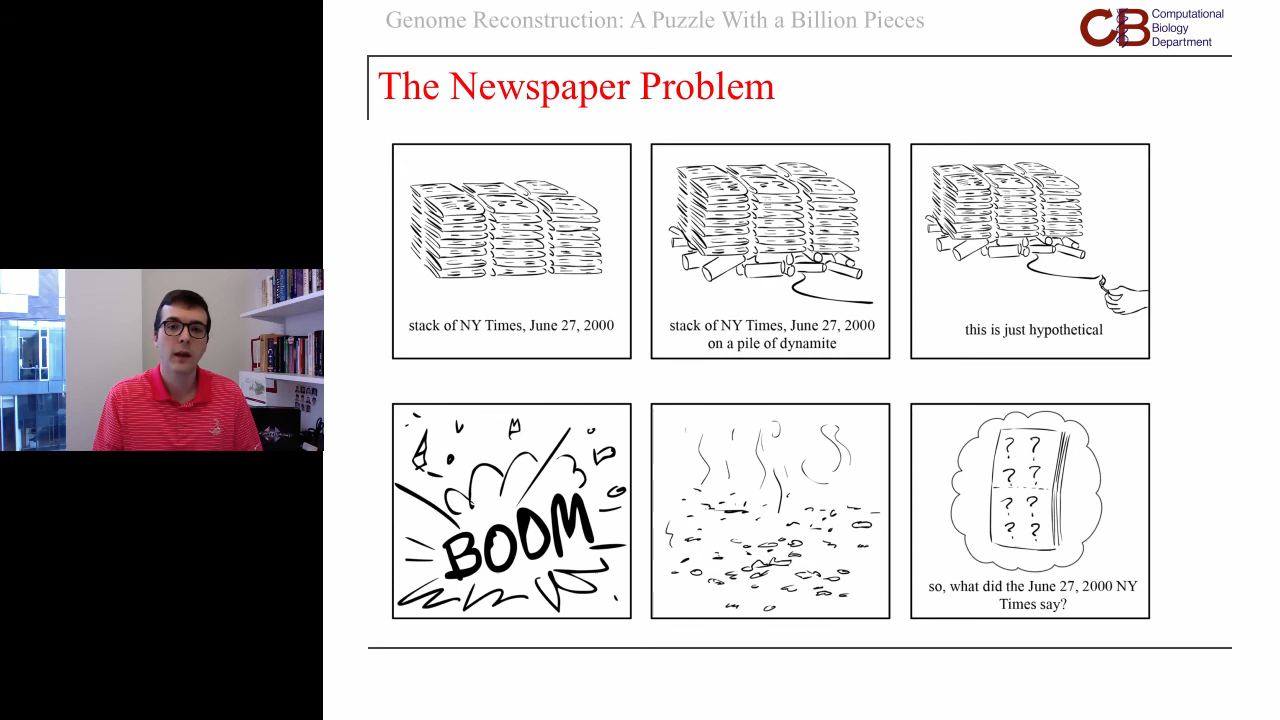 Genome Reconstruction: A Puzzle With a Billion Pieces
CB
Computational
Biology
Department
The Newspaper Problem
stack of NY Times, June 27, 2000
stack of NY Times, June 27, 2000
on a pile of dynamite
this is just hypothetical
BOOM
? ?
? ?
? ?
? ?
so, what did the June 27, 2000 NY
Times say?